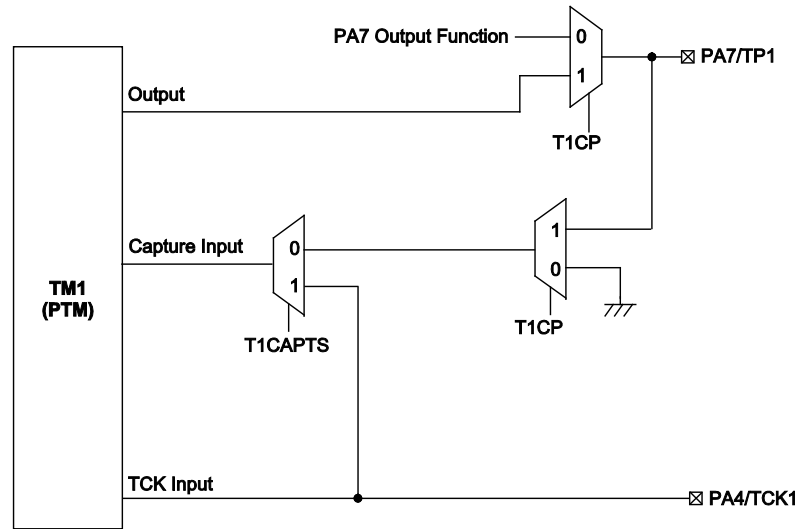 PA7 Output Function
0
1
PA7/TP1
T1CP
Output
Capture Input
0
1
T1CAPTS
1
0
T1CP
TM1
(PTM)
TCK Input
PA4/TCK1